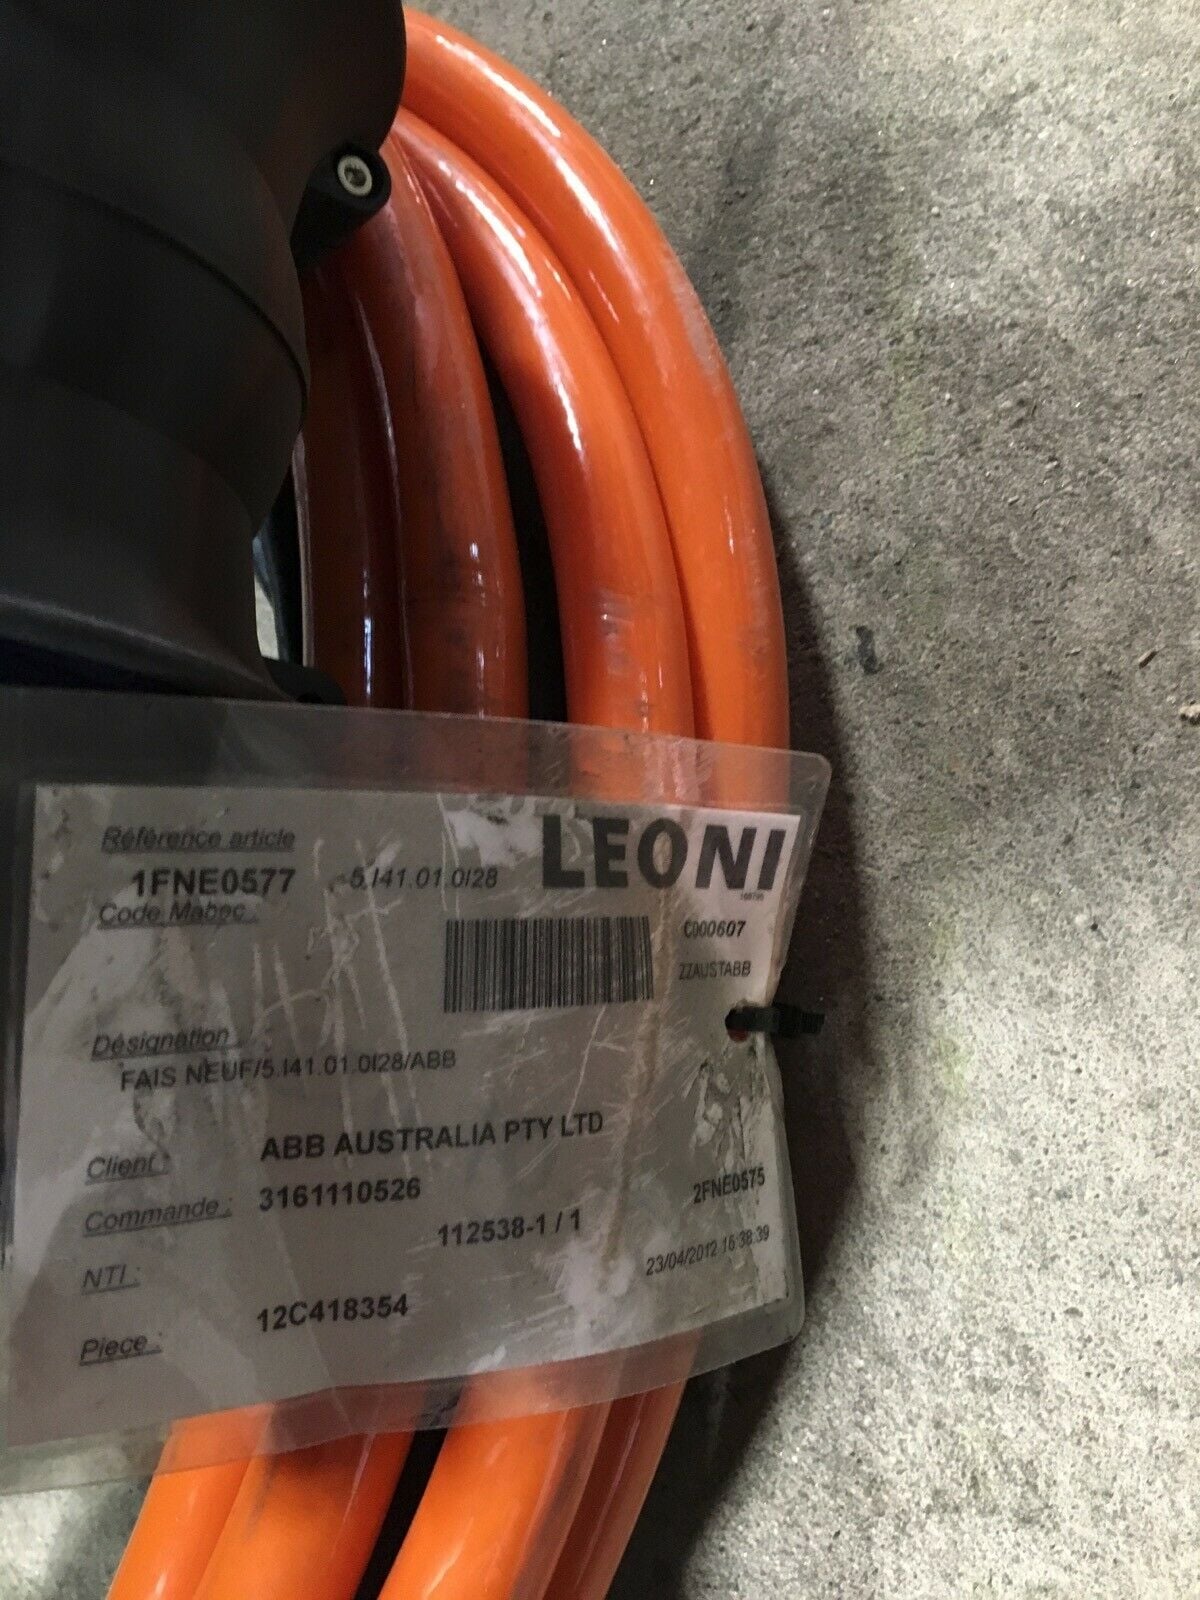 Référence article
LEONI
1FNE0577 5.I41.01.0I28
Code Mabec :
C000607
ZZAUSTABB
Désignation :
FAIS NEUF/5.I41.01.0I28/ABB
Client : ABB AUSTRALIA PTY LTD
Commande : 3161110526
2FNE0575
NTI : 112538-1 / 1
23/04/2012 16:38:39
Piece : 12C418354